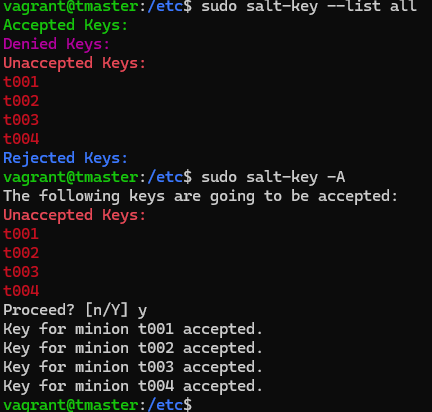 vagrant@tmaster:/etc$ sudo salt-key --list all
Accepted Keys:
Denied Keys:
Unaccepted Keys:
t001
t002
t003
t004
Rejected Keys:
vagrant@tmaster:/etc$ sudo salt-key -A
The following keys are going to be accepted:
Unaccepted Keys:
t001
t002
t003
t004
Proceed? [n/Y] y
Key for minion t001 accepted.
Key for minion t002 accepted.
Key for minion t003 accepted.
Key for minion t004 accepted.
vagrant@tmaster:/etc$